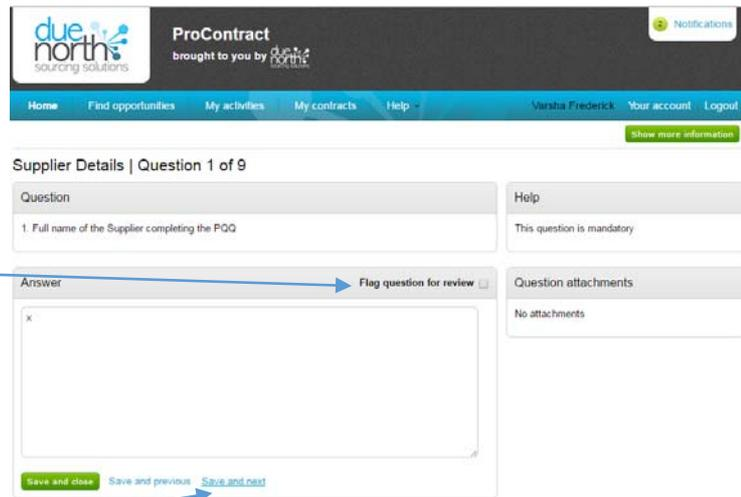 due north
sourcing solutions
ProContract
brought to you by due north
2 Notifications
Home Find opportunities My activities My contracts Help Varsha Frederick Your account Logout
Show more information
Supplier Details | Question 1 of 9
Question
1. Full name of the Supplier completing the PQQ
Help
This question is mandatory
Answer Flag question for review
x
Question attachments
No attachments
Save and close Save and previous Save and next